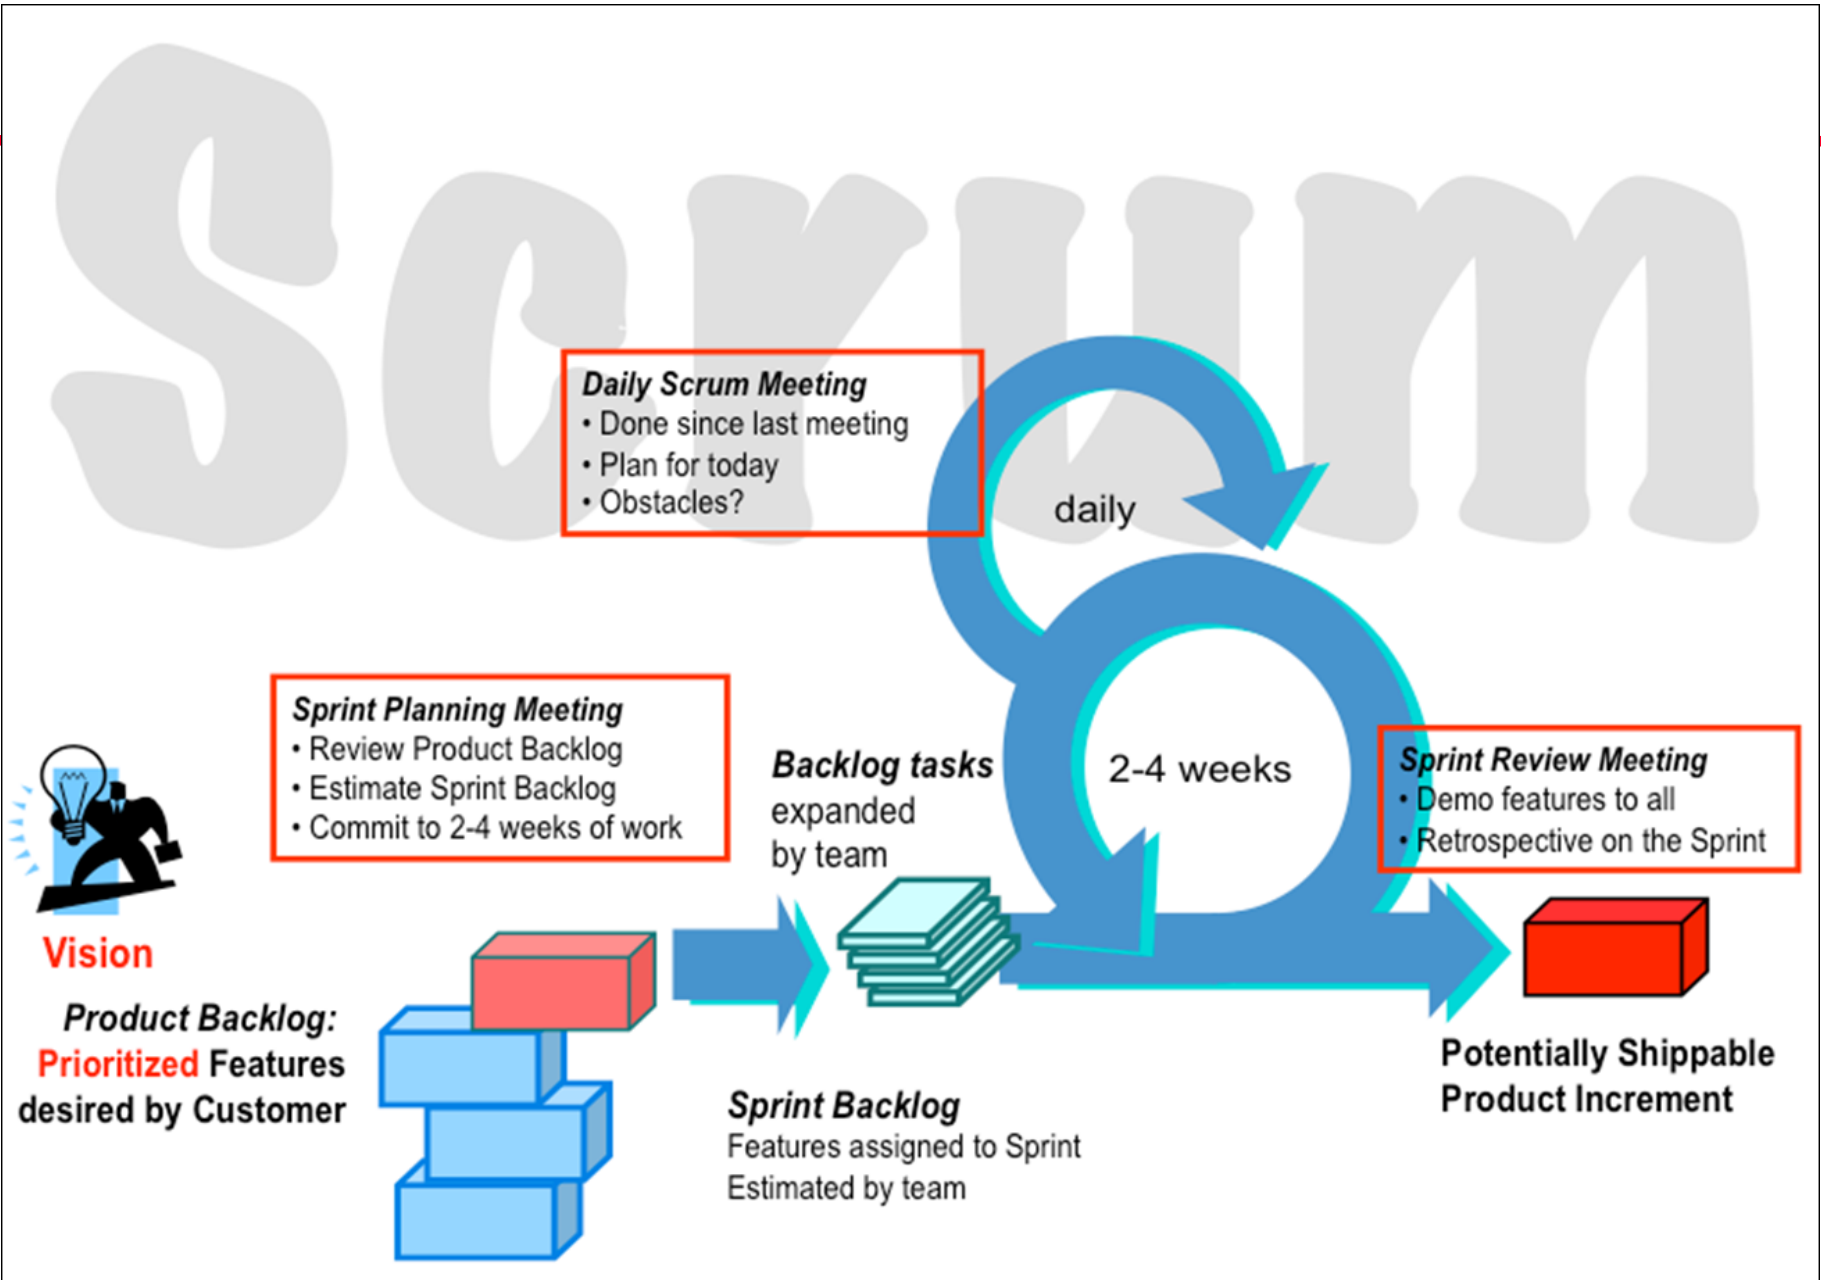 Scrum
Daily Scrum Meeting
• Done since last meeting
• Plan for today
• Obstacles?
daily
Sprint Planning Meeting
• Review Product Backlog
• Estimate Sprint Backlog
• Commit to 2-4 weeks of work
Backlog tasks
expanded
by team
2-4 weeks
Sprint Review Meeting
• Demo features to all
• Retrospective on the Sprint
Vision
Product Backlog:
Prioritized Features
desired by Customer
Sprint Backlog
Features assigned to Sprint
Estimated by team
Potentially Shippable
Product Increment